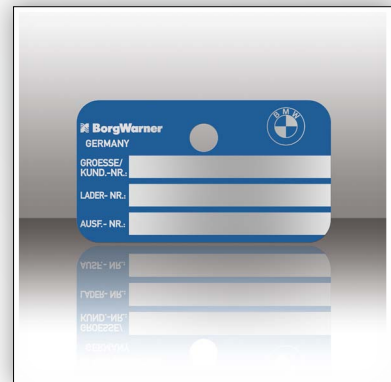 BorgWarner
BMW
GERMANY
GROESSE/
KUND.-NR.:
LADER- NR.:
AUSF.- NR.: